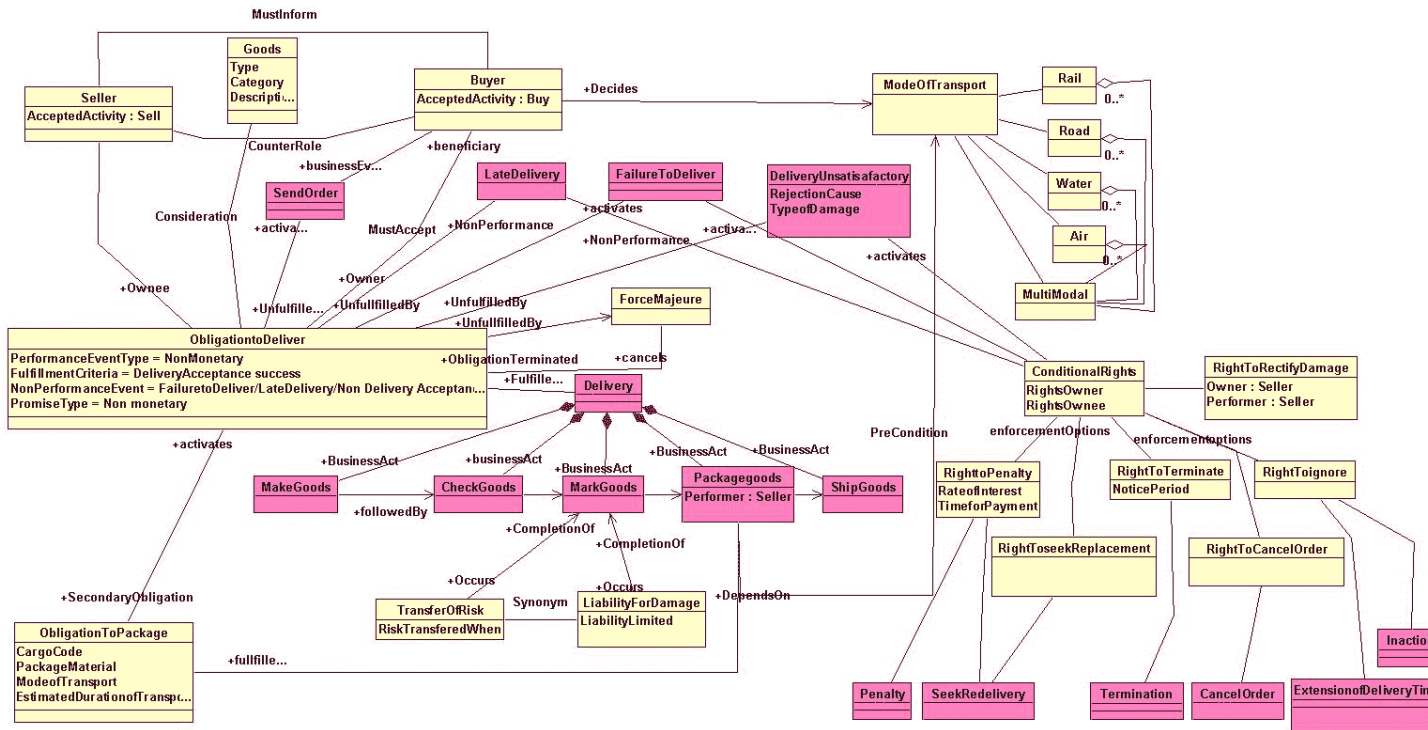 MustInform
Goods
Type
Category
Descriptio...
Seller
AcceptedActivity : Sell
Buyer
AcceptedActivity : Buy
+Decides
ModeOfTransport
Rail
0..*
Road
0..*
Water
0..*
Air
0..*
MultiModal
CounterRole
+businessEv...
+beneficiary
SendOrder
+activa...
LateDelivery
FailureToDeliver
DeliveryUnsatisafactory
RejectionCause
TypeofDamage
Consideration
MustAccept
+NonPerformance
+activates
+NonPerformance
+activa...
+activates
+Ownee
+Owner
+Unfulfille...
+UnfullfilledBy
+UnfulfilledBy
+UnfullfilledBy
ForceMajeure
ObligationtoDeliver
PerformanceEventType = NonMonetary
FulfillmentCriteria = DeliveryAcceptance success
NonPerformanceEvent = FailuretoDeliver/LateDelivery/Non Delivery Acceptan...
PromiseType = Non monetary
+ObligationTerminated
+cancels
+Fulfille...
Delivery
ConditionalRights
RightsOwner
RightsOwnee
RightToRectifyDamage
Owner : Seller
Performer : Seller
+activates
+BusinessAct
+businessAct
+BusinessAct
+BusinessAct
+BusinessAct
PreCondition
enforcementOptions
enforcementoptions
MakeGoods
CheckGoods
MarkGoods
Packagegoods
Performer : Seller
ShipGoods
+followedBy
RighttoPenalty
RateofInterest
TimeforPayment
RightToTerminate
NoticePeriod
RightToignore
+CompletionOf
+CompletionOf
RightToseekReplacement
RightToCancelOrder
+Occurs
+Occurs
+DependsOn
+SecondaryObligation
TransferOfRisk
RiskTransferedWhen
Synonym
LiabilityForDamage
LiabilityLimited
ObligationToPackage
CargoCode
PackageMaterial
ModeofTransport
EstimatedDurationofTranspo...
+fullfille...
Inactio
Penalty
SeekRedelivery
Termination
CancelOrder
ExtensionofDeliveryTim